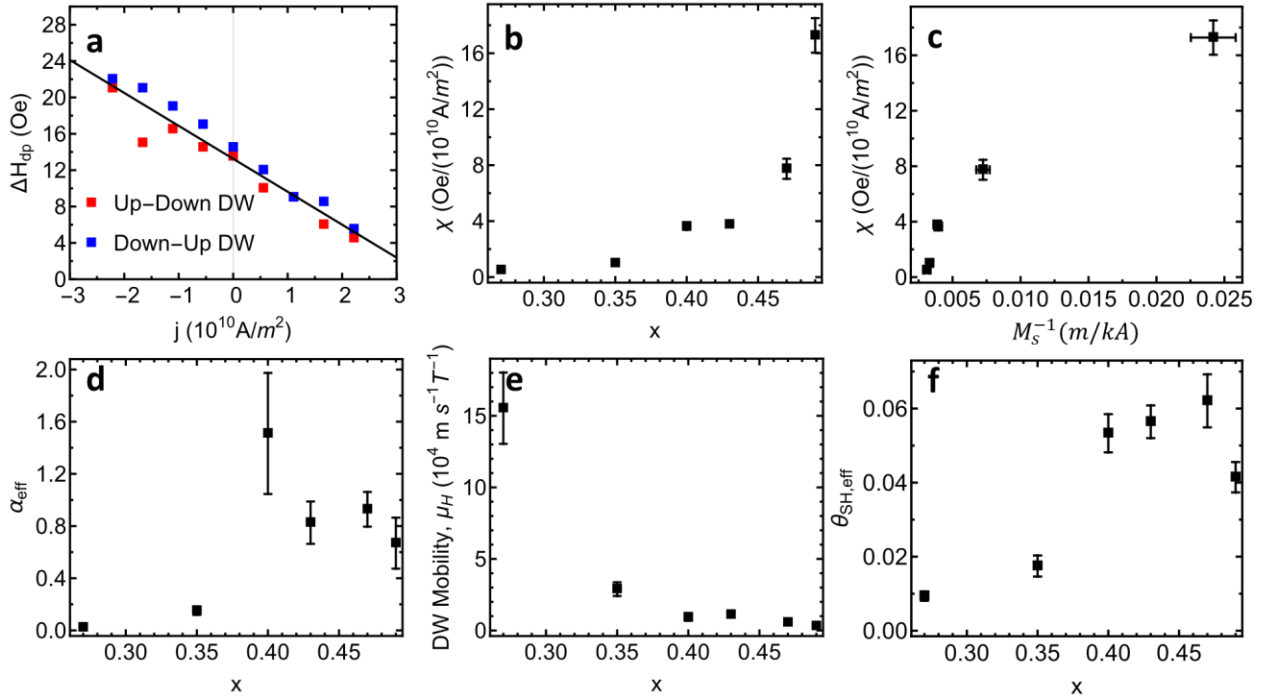 a
ΔH_dp (Oe)
28
24
20
16
12
8
4
0
Up-Down DW
Down-Up DW
−3 −2 −1 0 1 2 3
j (10^10 A/m^2)
b
χ (Oe/(10^10 A/m^2))
16
12
8
4
0
0.30 0.35 0.40 0.45
x
c
χ (Oe/(10^10 A/m^2))
16
12
8
4
0
0.005 0.010 0.015 0.020 0.025
M_s^-1 (m/kA)
d
α_eff
2.0
1.6
1.2
0.8
0.4
0.0
0.30 0.35 0.40 0.45
x
e
DW Mobility, μ_H (10^4 m s^-1 T^-1)
15
10
5
0
0.30 0.35 0.40 0.45
x
f
θ_SH,eff
0.06
0.04
0.02
0.00
0.30 0.35 0.40 0.45
x